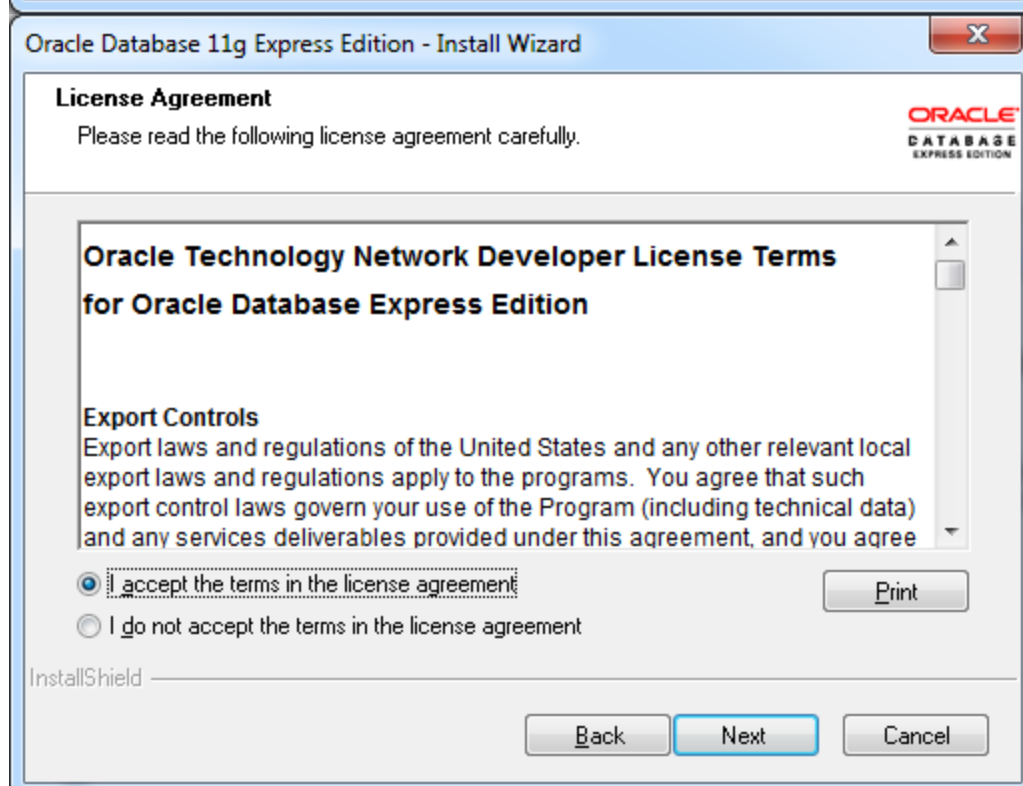 Oracle Database 11g Express Edition - Install Wizard
License Agreement
Please read the following license agreement carefully.
ORACLE
DATABASE
EXPRESS EDITION
Oracle Technology Network Developer License Terms
for Oracle Database Express Edition
Export Controls
Export laws and regulations of the United States and any other relevant local
export laws and regulations apply to the programs.  You agree that such
export control laws govern your use of the Program (including technical data)
and any services deliverables provided under this agreement, and you agree
I accept the terms in the license agreement
Print
I do not accept the terms in the license agreement
InstallShield
Back
Next
Cancel